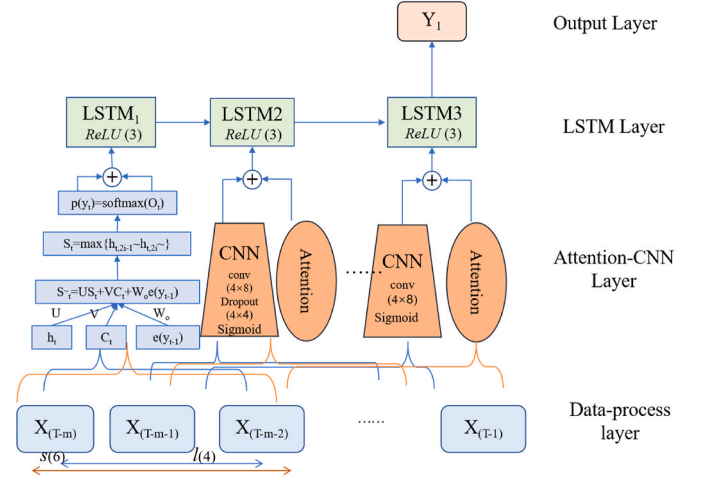 Y₁
Output Layer
LSTM₁
ReLU (3)
LSTM2
ReLU (3)
LSTM3
ReLU (3)
LSTM Layer
+
+
+
p(yₜ)=softmax(Oₜ)
Sₜ=max{hₜ,₂ᵢ₋₁~hₜ,₂ᵢ~}
S~ₜ=USₜ+VCₜ+Wₒe(yₜ₋₁)
U
V
Wₒ
hₜ
Cₜ
e(yₜ₋₁)
CNN
conv
(4×8)
Dropout
(4×4)
Sigmoid
Attention
......
CNN
conv
(4×8)
Sigmoid
Attention
Attention-CNN
Layer
X(T-m)
X(T-m-1)
X(T-m-2)
......
X(T-1)
Data-process
layer
s(6)
l(4)